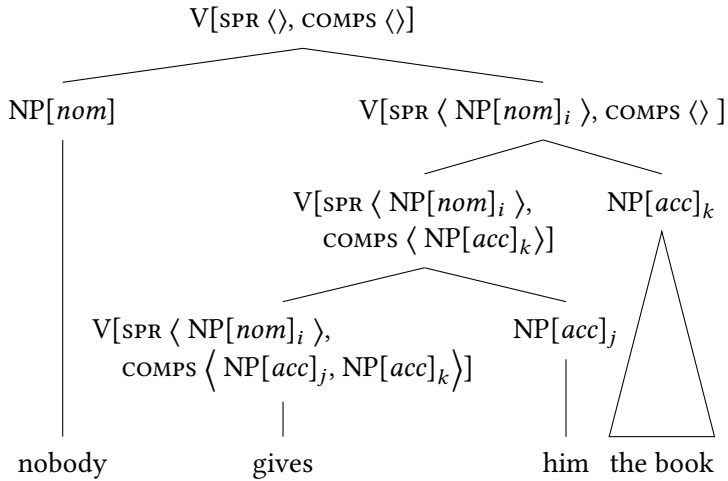 V[SPR ⟨⟩, COMPS ⟨⟩]
NP[nom] V[SPR ⟨ NP[nom]ᵢ ⟩, COMPS ⟨⟩ ]
V[SPR ⟨ NP[nom]ᵢ ⟩, NP[acc]ₖ
COMPS ⟨ NP[acc]ₖ⟩]
V[SPR ⟨ NP[nom]ᵢ ⟩, NP[acc]ⱼ
COMPS ⟨ NP[acc]ⱼ, NP[acc]ₖ⟩]
nobody gives him the book